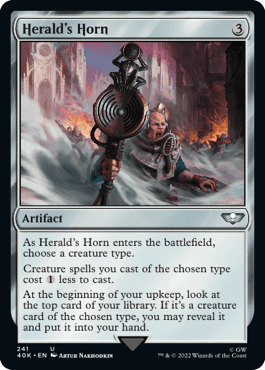 Herald's Horn 3
Artifact
As Herald's Horn enters the battlefield,
choose a creature type.
Creature spells you cast of the chosen type
cost 1 less to cast.
At the beginning of your upkeep, look at
the top card of your library. If it's a creature
card of the chosen type, you may reveal it
and put it into your hand.
241 U © GW
40K • EN Artur Nakhodkin ™ & © 2022 Wizards of the Coast